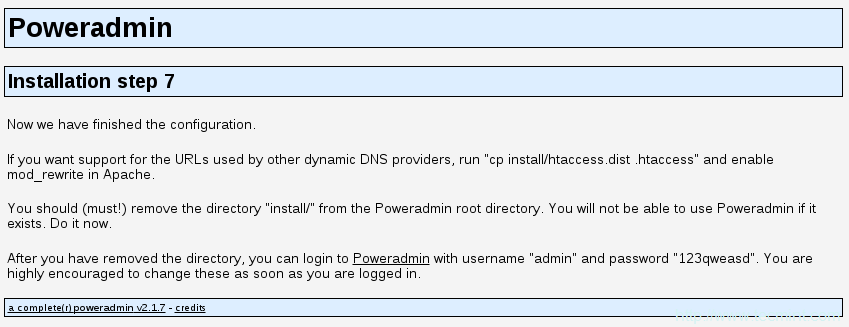 Poweradmin
Installation step 7
Now we have finished the configuration.
If you want support for the URLs used by other dynamic DNS providers, run "cp install/htaccess.dist .htaccess" and enable
mod_rewrite in Apache.
You should (must!) remove the directory "install/" from the Poweradmin root directory. You will not be able to use Poweradmin if it
exists. Do it now.
After you have removed the directory, you can login to Poweradmin with username "admin" and password "123qweasd". You are
highly encouraged to change these as soon as you are logged in.
a complete(r) poweradmin v2.1.7 - credits